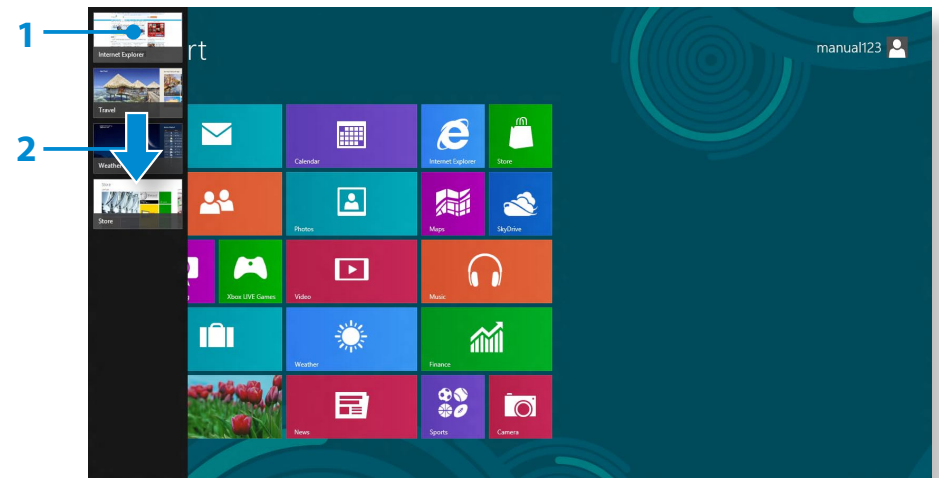 1
2
Internet Explorer
Travel
Weather
Store
rt
manual123
Calendar
Internet Explorer
Store
Photos
Maps
SkyDrive
Xbox LIVE Games
Video
Music
Weather
Finance
News
Sports
Camera